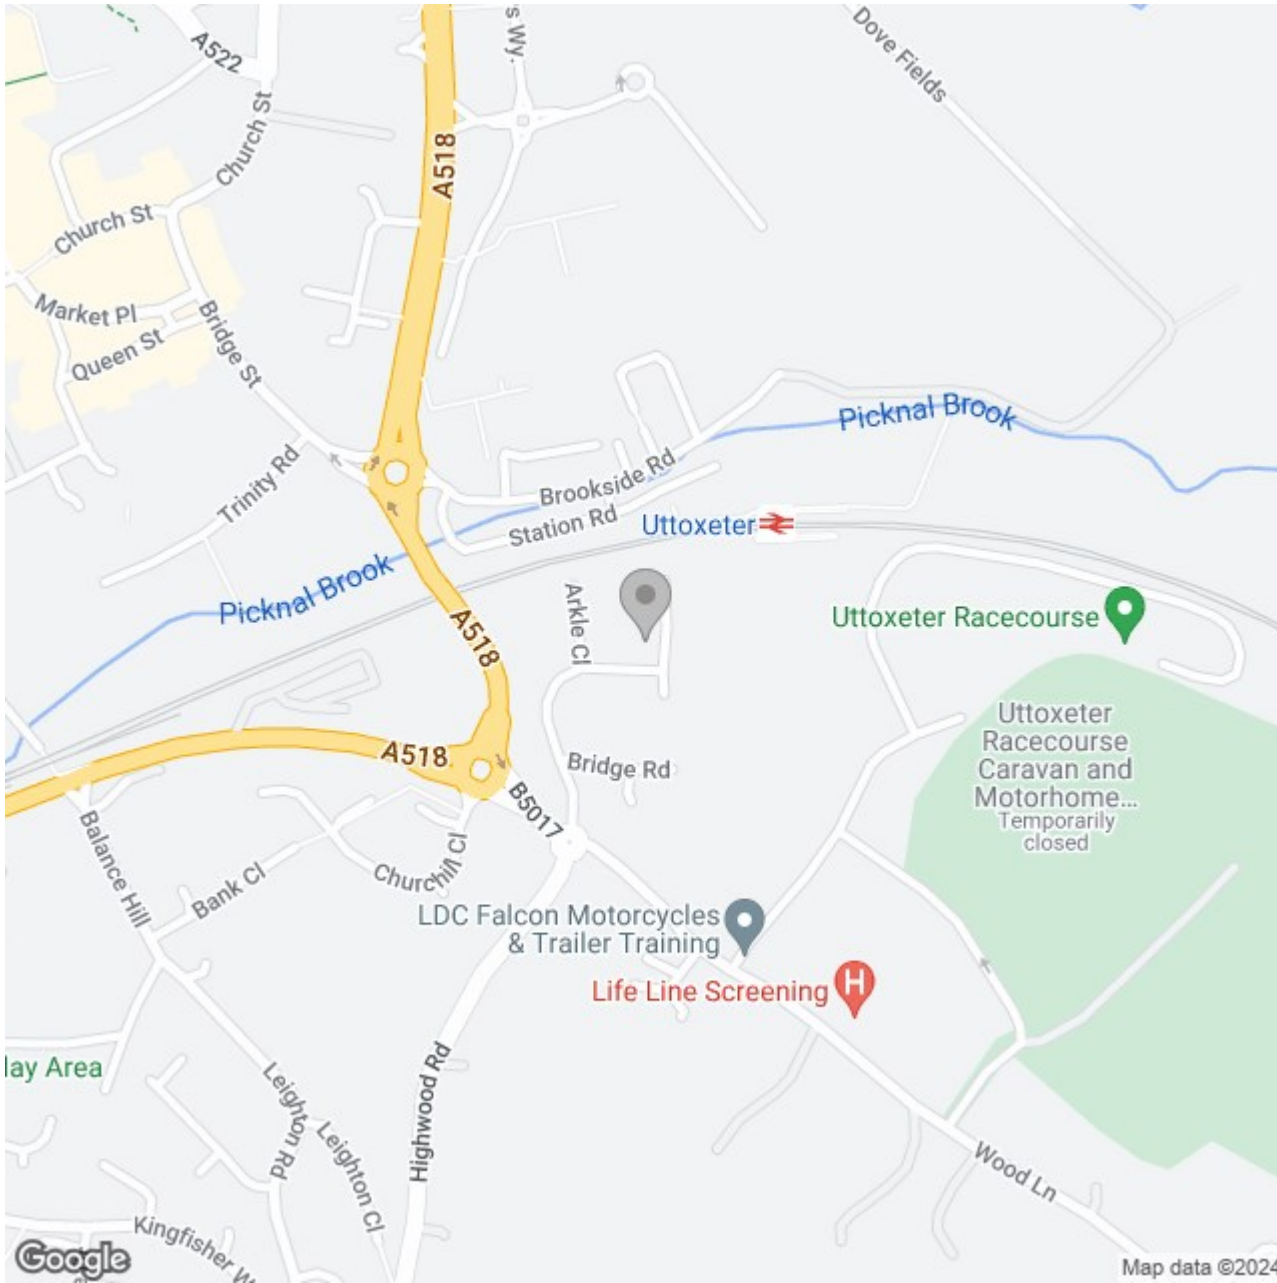 A522
s Wy.
Dove Fields
Church St
A518
Church St
Market Pl
Queen St
Bridge St
Picknal Brook
Trinity Rd
Brookside Rd
Station Rd
Uttoxeter
Picknal Brook
Arkle Cl
A518
Uttoxeter Racecourse
Uttoxeter
Racecourse
Caravan and
Motorhome...
Temporarily
closed
A518
Bridge Rd
B5017
Balance Hill
Bank Cl
Churchill Cl
LDC Falcon Motorcycles
& Trailer Training
Life Line Screening
H
lay Area
Leighton Rd
Highwood Rd
Leighton Cl
Wood Ln
Kingfisher W
Google
Map data ©2024